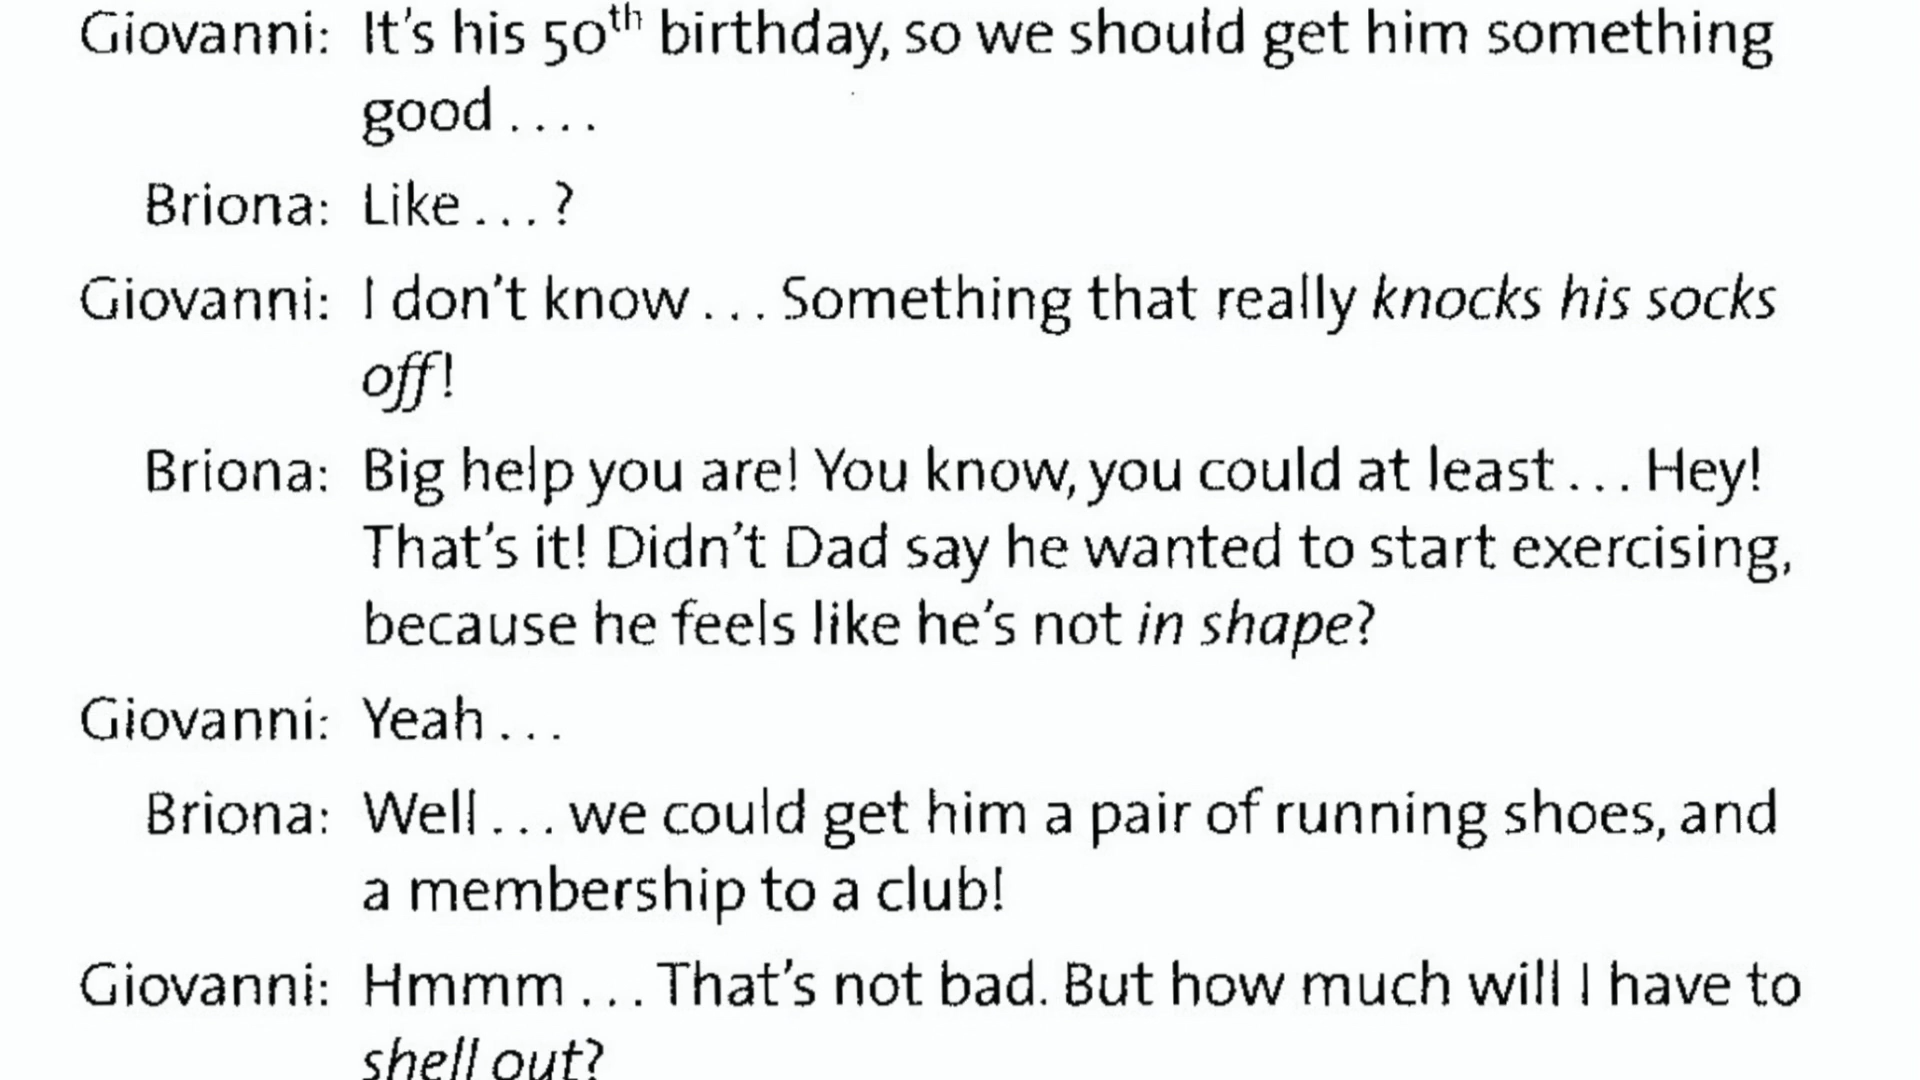 Giovanni: It's his 50th birthday, so we should get him something
good ....
Briona: Like ... ?
Giovanni: I don't know ... Something that really knocks his socks
off!
Briona: Big help you are! You know, you could at least ... Hey!
That's it! Didn't Dad say he wanted to start exercising,
because he feels like he's not in shape?
Giovanni: Yeah ...
Briona: Well ... we could get him a pair of running shoes, and
a membership to a club!
Giovanni: Hmmm ... That's not bad. But how much will I have to
shell out?